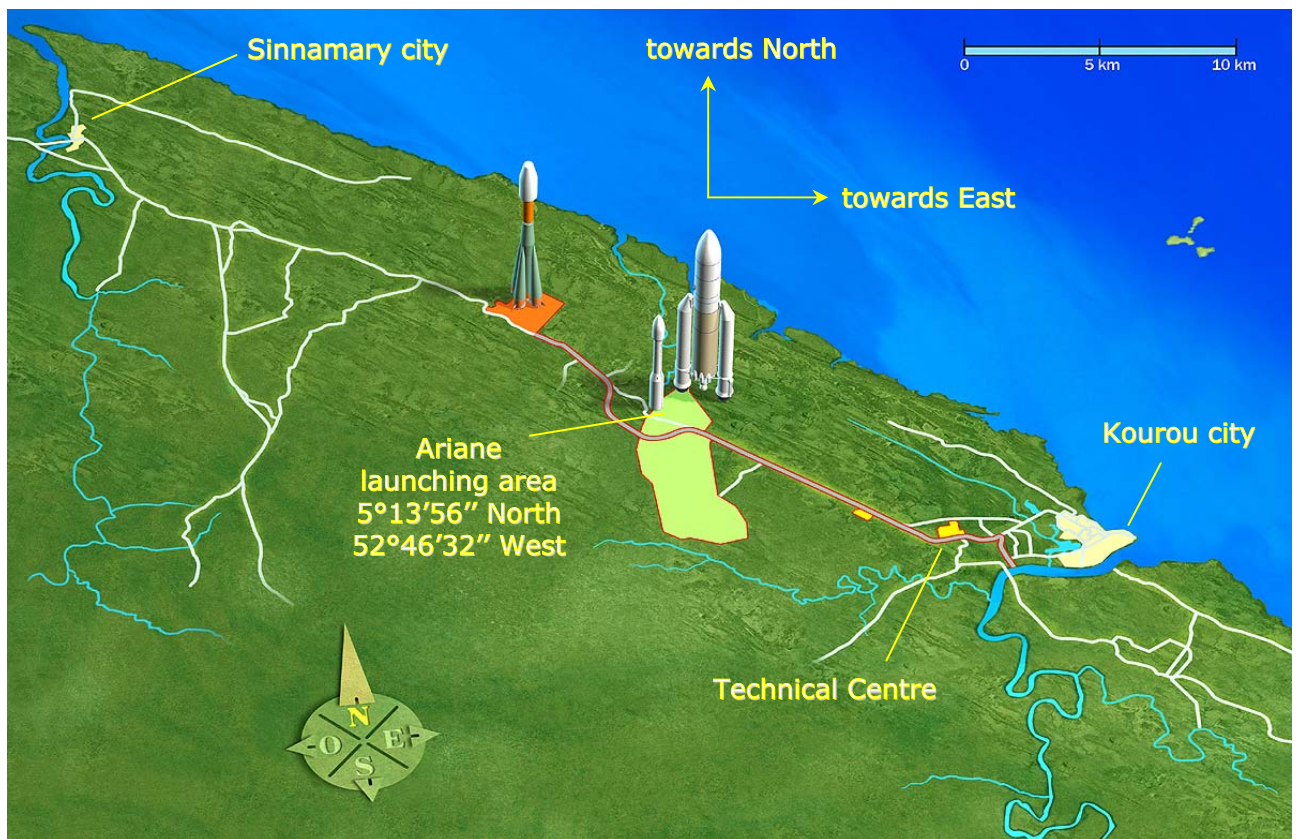 Sinnamary city
towards North
0
5 km
10 km
towards East
Kourou city
Ariane
launching area
5°13’56’’ North
52°46’32’’ West
Technical Centre
N
O E
S